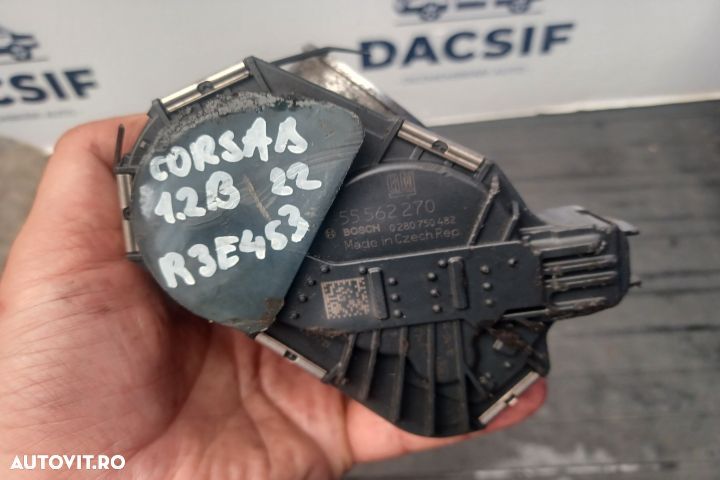 DACSIF
DACSIF
CORSA D
1.2B 22
R3E453
GM
55 562 270
BOSCH 0 280 750 482
Made in Czech Rep.
AUTOVIT.RO